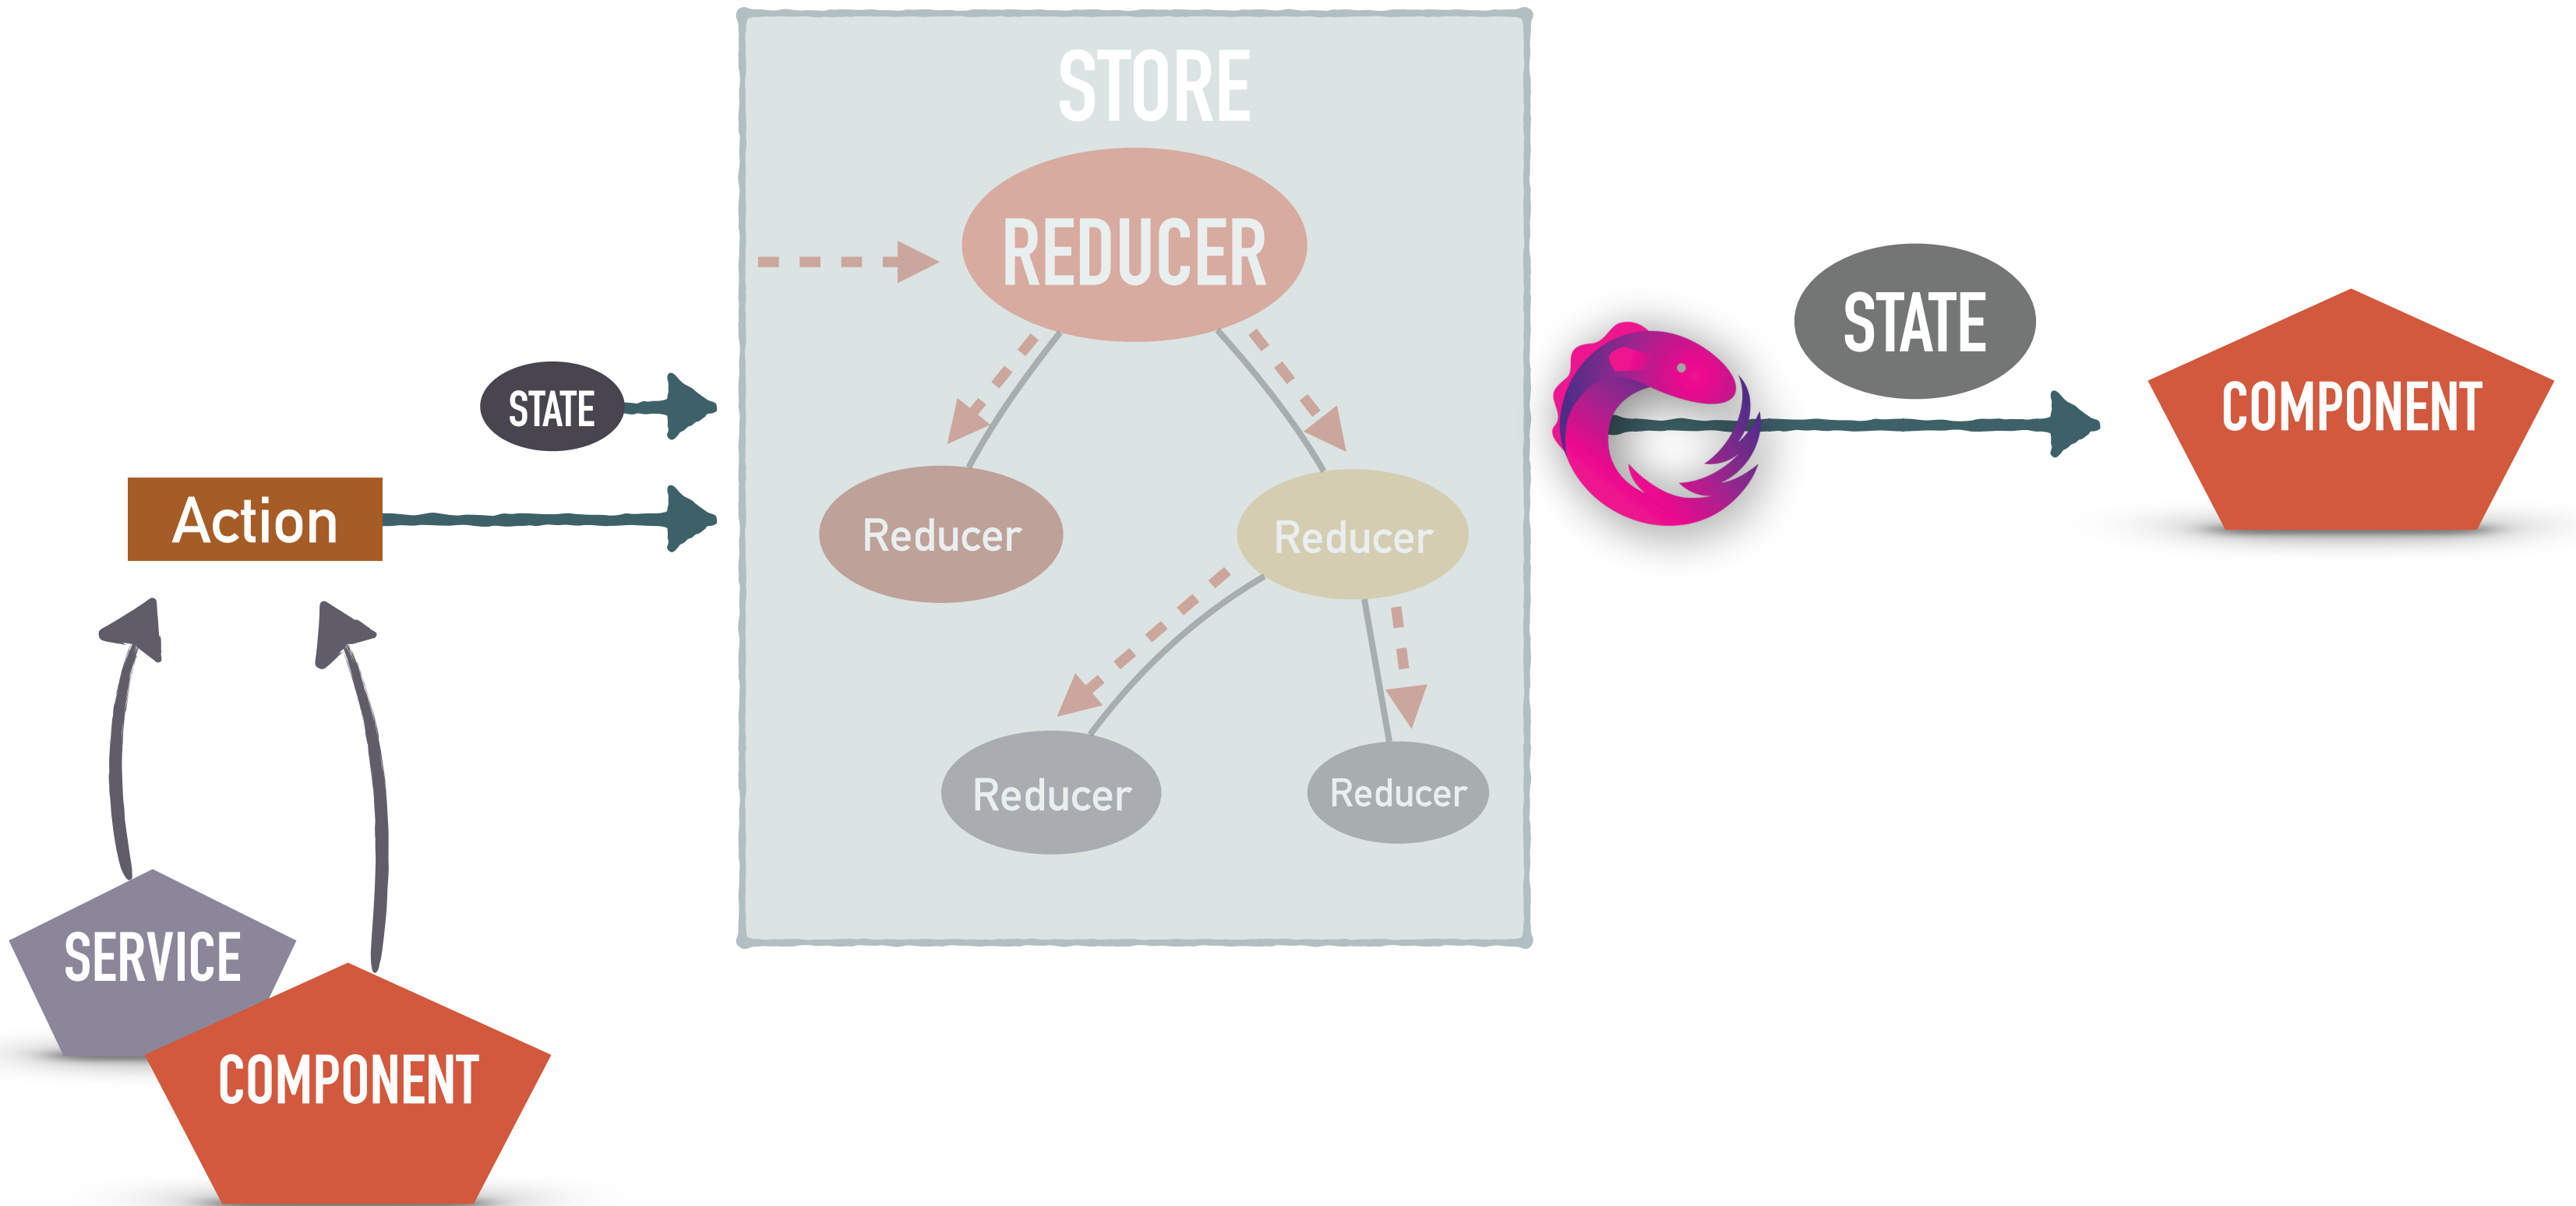 STORE
REDUCER
STATE
STATE
COMPONENT
Action
Reducer
Reducer
Reducer
Reducer
SERVICE
COMPONENT